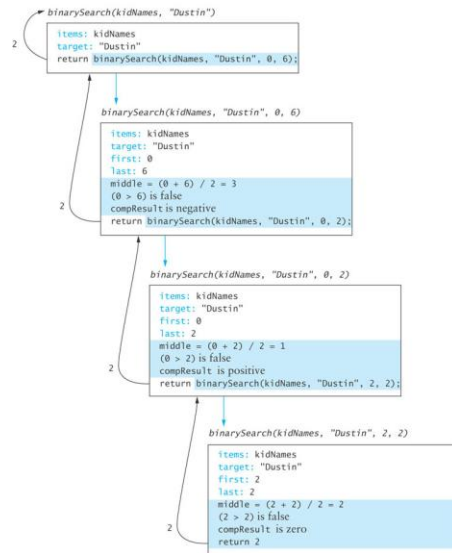 binarySearch(kidNames, "Dustin")
2
items: kidNames
target: "Dustin"
return binarySearch(kidNames, "Dustin", 0, 6);
binarySearch(kidNames, "Dustin", 0, 6)
items: kidNames
target: "Dustin"
first: 0
last: 6
middle = (0 + 6) / 2 = 3
(0 > 6) is false
compResult is negative
2
return binarySearch(kidNames, "Dustin", 0, 2);
binarySearch(kidNames, "Dustin", 0, 2)
items: kidNames
target: "Dustin"
first: 0
last: 2
middle = (0 + 2) / 2 = 1
(0 > 2) is false
compResult is positive
2
return binarySearch(kidNames, "Dustin", 2, 2);
binarySearch(kidNames, "Dustin", 2, 2)
items: kidNames
target: "Dustin"
first: 2
last: 2
middle = (2 + 2) / 2 = 2
(2 > 2) is false
compResult is zero
2
return 2